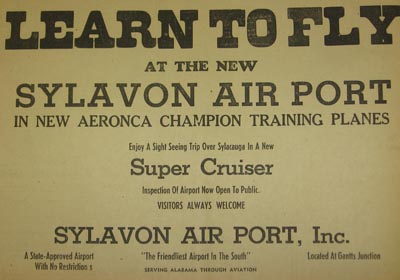 LEARN TO FLY
AT THE NEW
SYLAVON AIR PORT
IN NEW AERONCA CHAMPION TRAINING PLANES
Enjoy A Sight Seeing Trip Over Sylacauga In A New
Super Cruiser
Inspection Of Airport Now Open To Public.
VISITORS ALWAYS WELCOME
SYLAVON AIR PORT, Inc.
A State-Approved Airport
With No Restrictions
"The Friendliest Airport In The South"
Located At Gentts Junction
SERVING ALABAMA THROUGH AVIATION